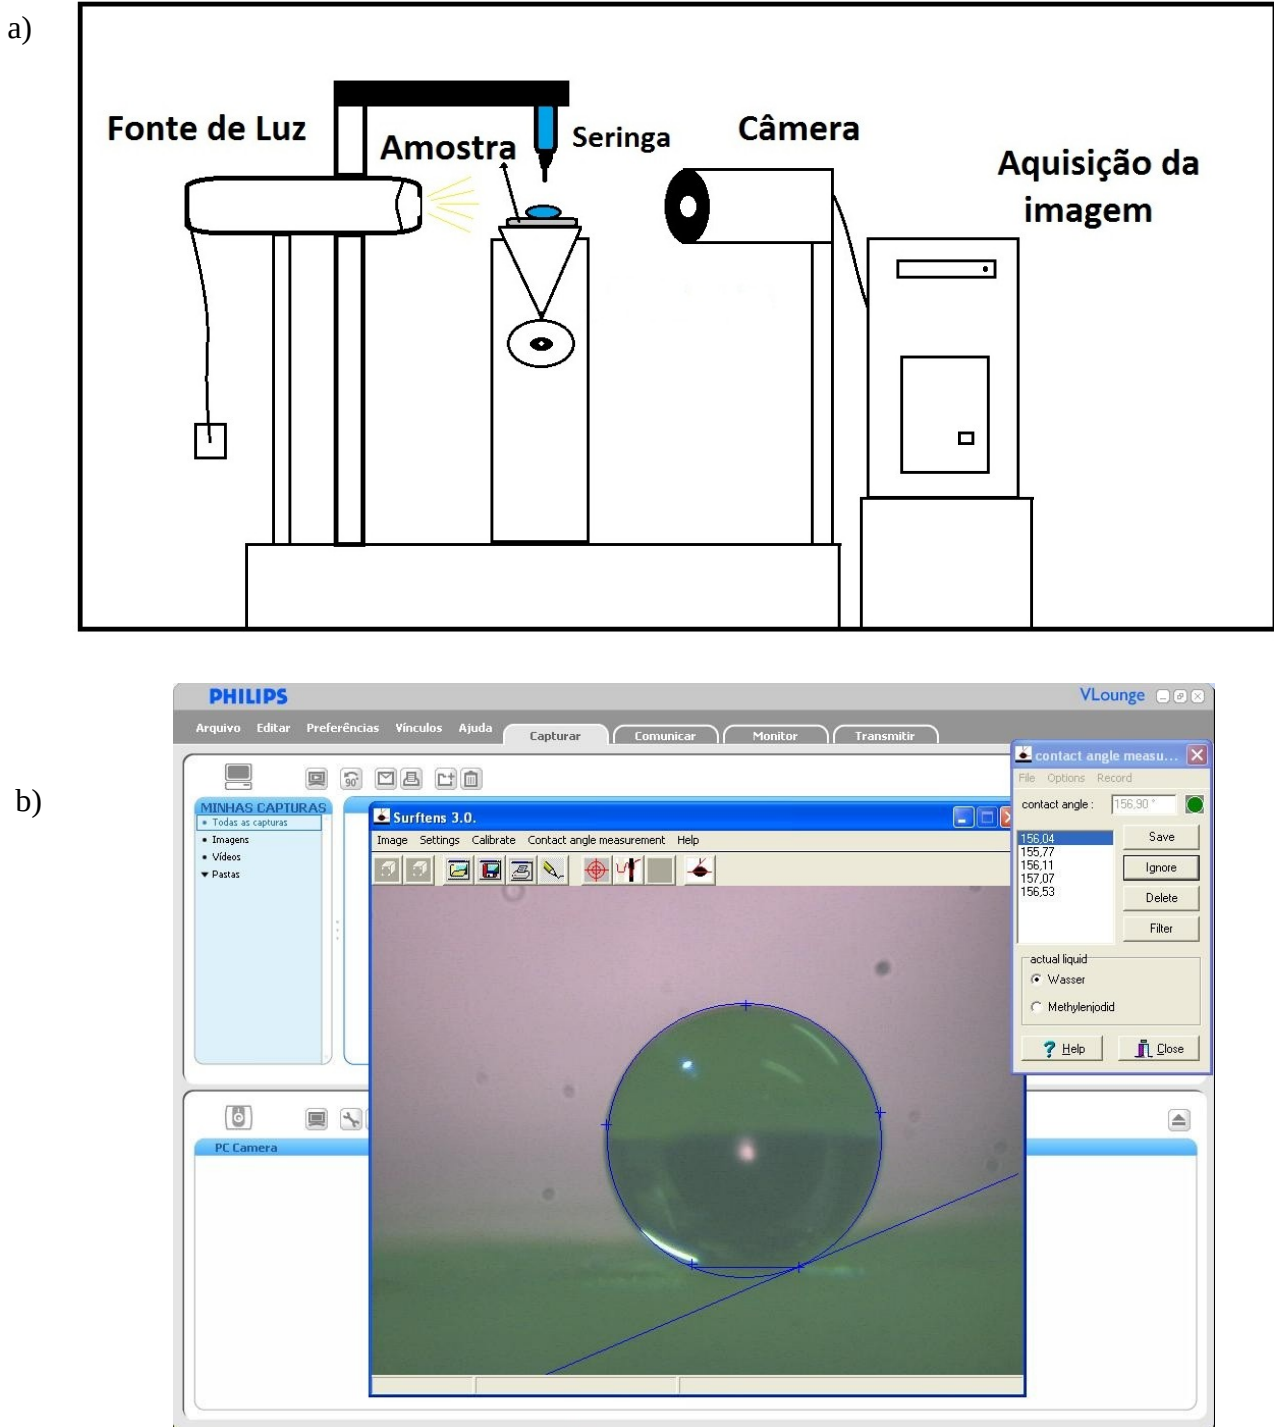 a)
Fonte de Luz
Amostra
Seringa
Câmera
Aquisição da
imagem
b)
PHILIPS
VLounge
Arquivo Editar Preferências Vínculos Ajuda Capturar Comunicar Monitor Transmitir
90°
MINHAS CAPTURAS
Todas as capturas
Imagens
Vídeos
Pastas
Surftens 3.0.
Image Settings Calibrate Contact angle measurement Help
contact angle measu...
File Options Record
contact angle : 156,90 °
156,04
155,77
156,11
157,07
156,53
Save
Ignore
Delete
Filter
actual liquid
Wasser
Methylenjodid
? Help
Close
PC Camera